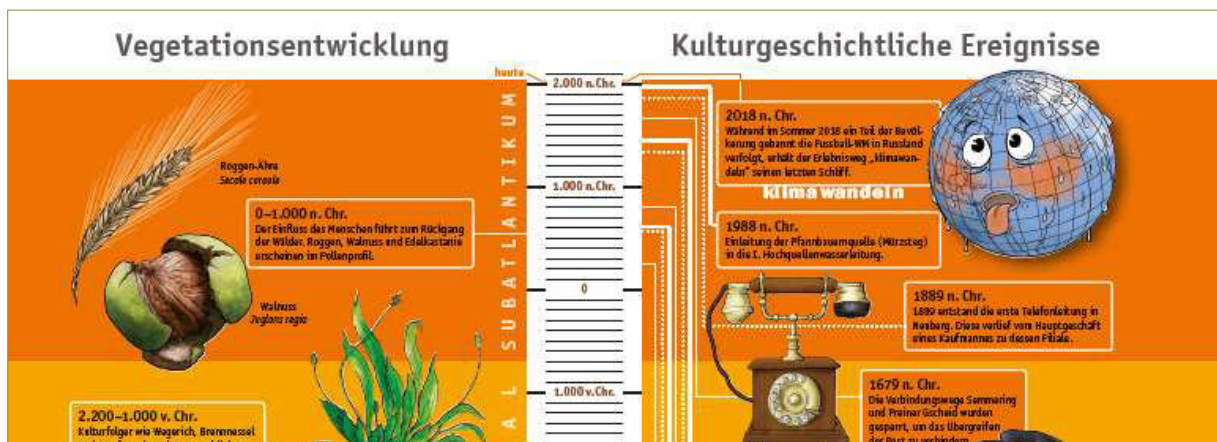 Vegetationsentwicklung
Kulturgeschichtliche Ereignisse
heute
2.000 n. Chr.
1.000 n. Chr.
0
1.000 v. Chr.
A L SUBATLANTIKUM
Roggen-Ähre
Secale cereale
0–1.000 n. Chr.
Der Einfluss des Menschen führt zum Rückgang
der Wälder. Roggen, Walnuss und Edelkastanie
erscheinen im Pollenprofil.
Walnuss
Juglans regia
2.200–1.000 v. Chr.
Kulturfolger wie Wegerich, Brennnessel
2018 n. Chr.
Während im Sommer 2018 ein Teil der Bevöl-
kerung gebannt die Fussball-WM in Russland
verfolgt, erhält der Erlebnisweg „klimawan-
deln“ seinen letzten Schliff.
klimawandeln
1988 n. Chr.
Einleitung der Pfannbauernquelle (Mürzsteg)
in die I. Hochquellenwasserleitung.
1889 n. Chr.
1889 entstand die erste Telefonleitung in
Neuberg. Diese verlief vom Hauptgeschäft
eines Kaufmannes zu dessen Filiale.
1679 n. Chr.
Die Verbindungswege Semmering
und Preiner Gscheid wurden
gesperrt, um das Übergreifen
der Pest zu verhindern.